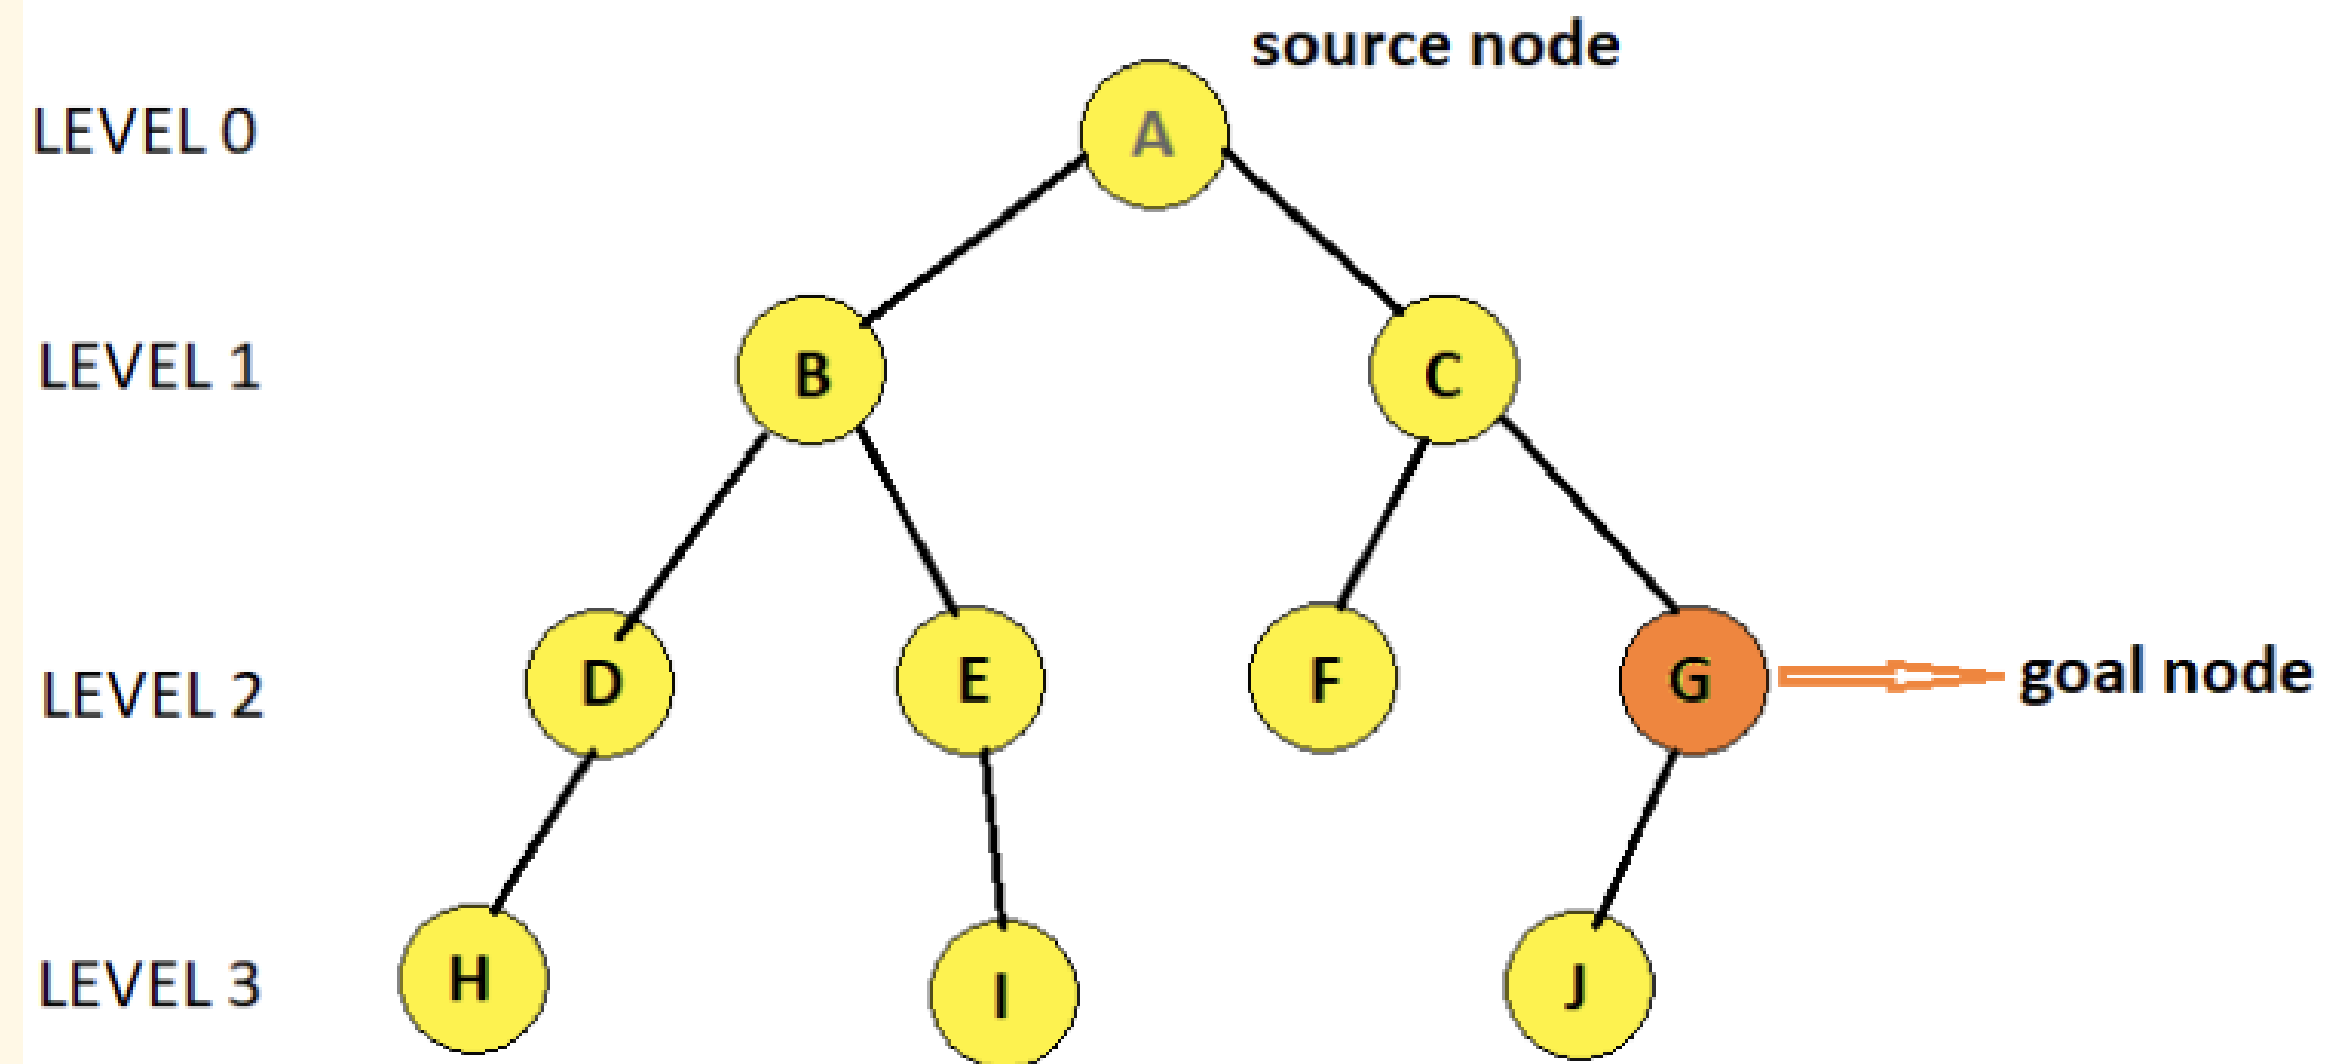 source node
LEVEL 0
A
LEVEL 1
B
C
LEVEL 2
D
E
F
G
goal node
LEVEL 3
H
I
J